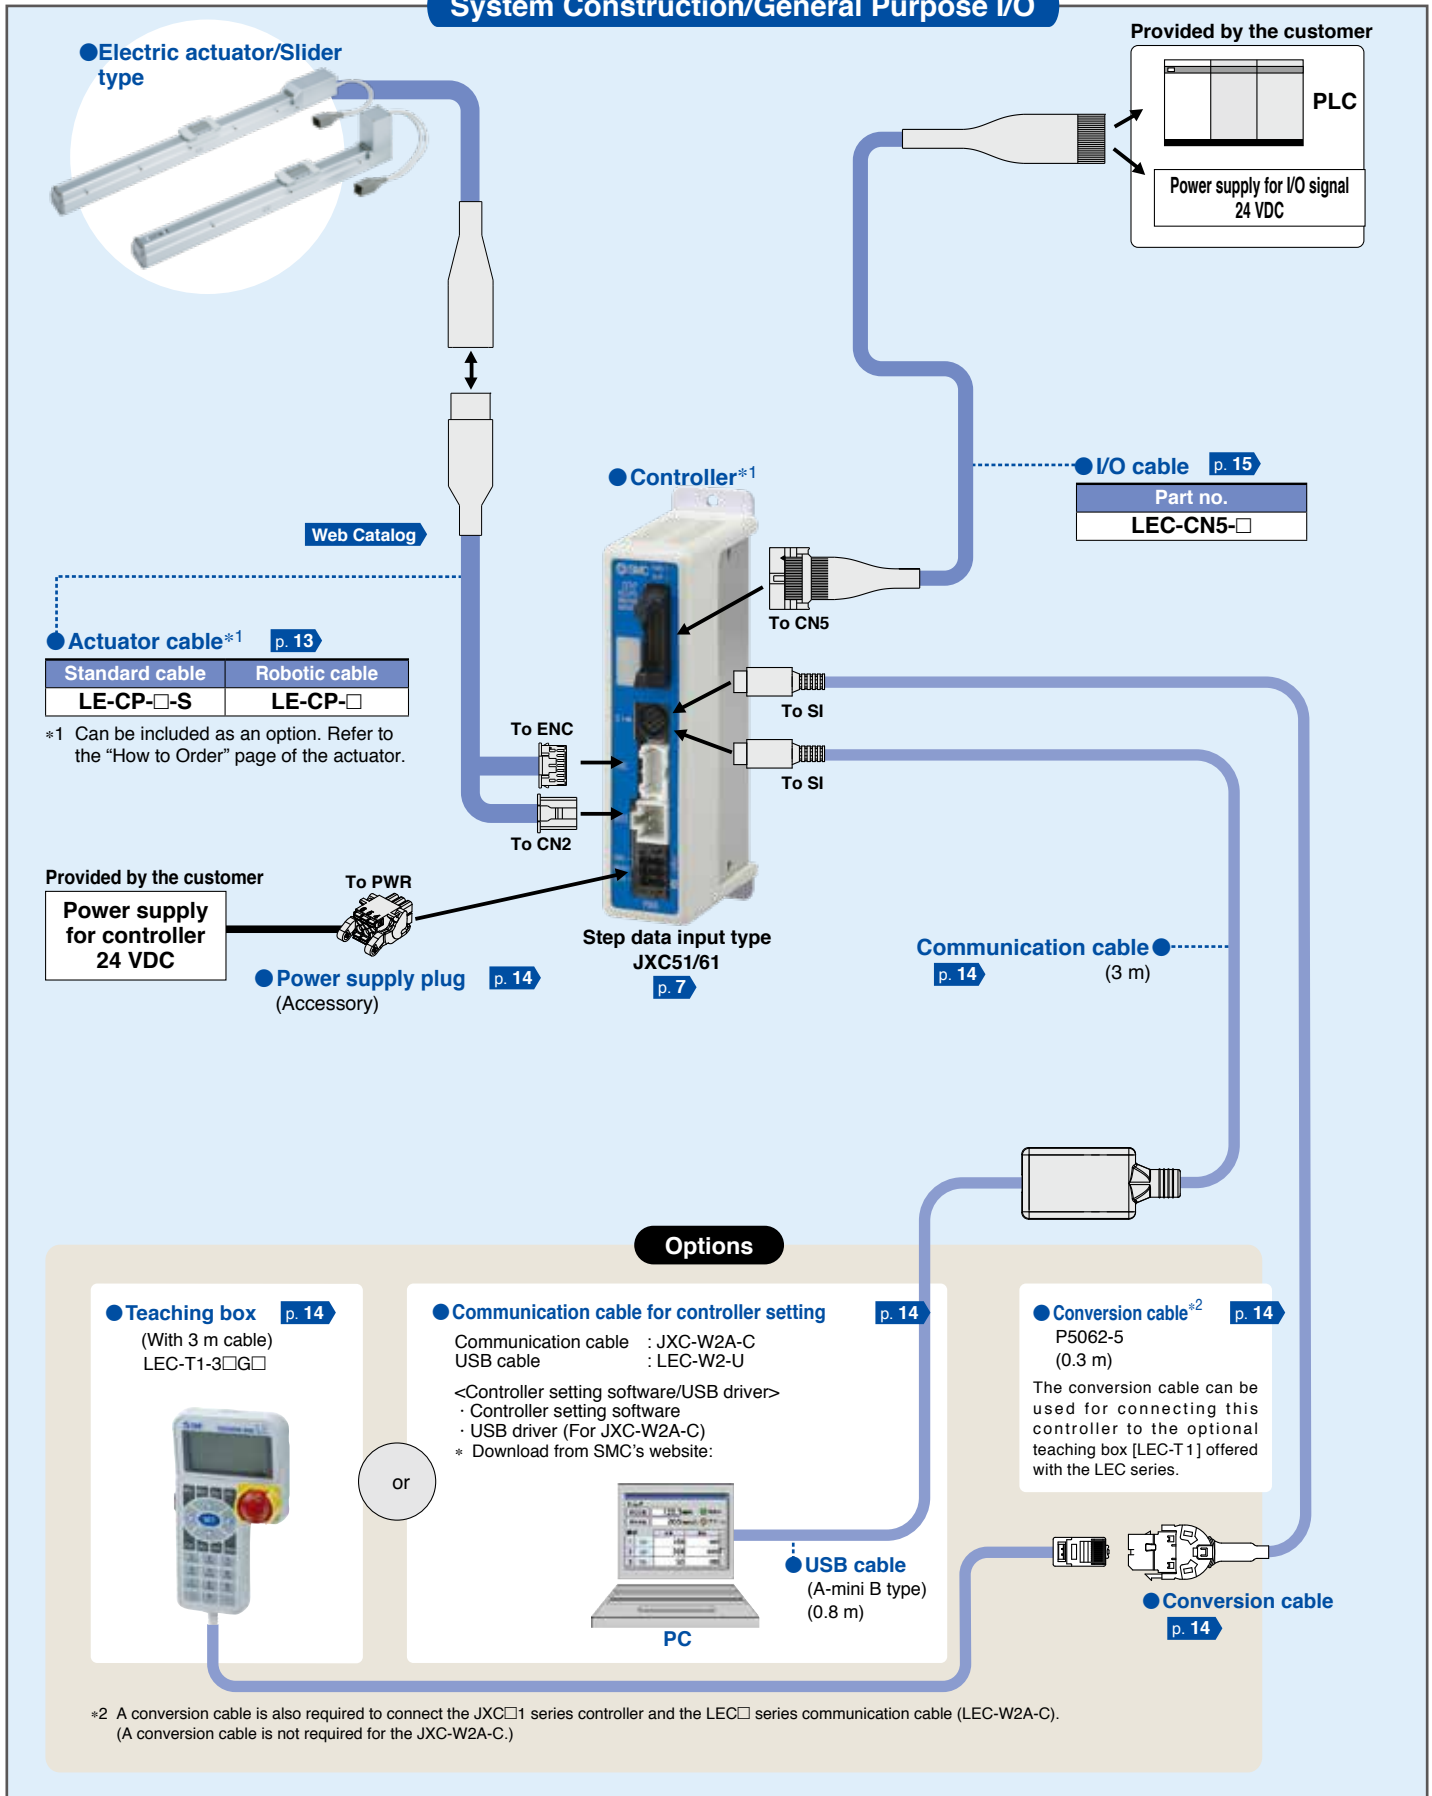 System Construction/General Purpose I/O
●Electric actuator/Slider
type
Provided by the customer
PLC
Power supply for I/O signal
24 VDC
●Controller*1
●I/O cable p. 15
Part no.
LEC-CN5-□
Web Catalog
To CN5
●Actuator cable*1 p. 13
Standard cable Robotic cable
LE-CP-□-S LE-CP-□
*1 Can be included as an option. Refer to
the “How to Order” page of the actuator.
To SI
To ENC
To SI
To CN2
Provided by the customer
Power supply
for controller
24 VDC
To PWR
●Power supply plug p. 14
(Accessory)
SMC
PWR
Step data input type
JXC51/61
p. 7
Communication cable●
p. 14 (3 m)
Options
●Teaching box p. 14
(With 3 m cable)
LEC-T1-3□G□
or
●Communication cable for controller setting p. 14
Communication cable : JXC-W2A-C
USB cable : LEC-W2-U
<Controller setting software/USB driver>
· Controller setting software
· USB driver (For JXC-W2A-C)
* Download from SMC’s website:
PC
●USB cable
(A-mini B type)
(0.8 m)
●Conversion cable*2 p. 14
P5062-5
(0.3 m)
The conversion cable can be
used for connecting this
controller to the optional
teaching box [LEC-T1] offered
with the LEC series.
●Conversion cable
p. 14
*2 A conversion cable is also required to connect the JXC□1 series controller and the LEC□ series communication cable (LEC-W2A-C).
(A conversion cable is not required for the JXC-W2A-C.)